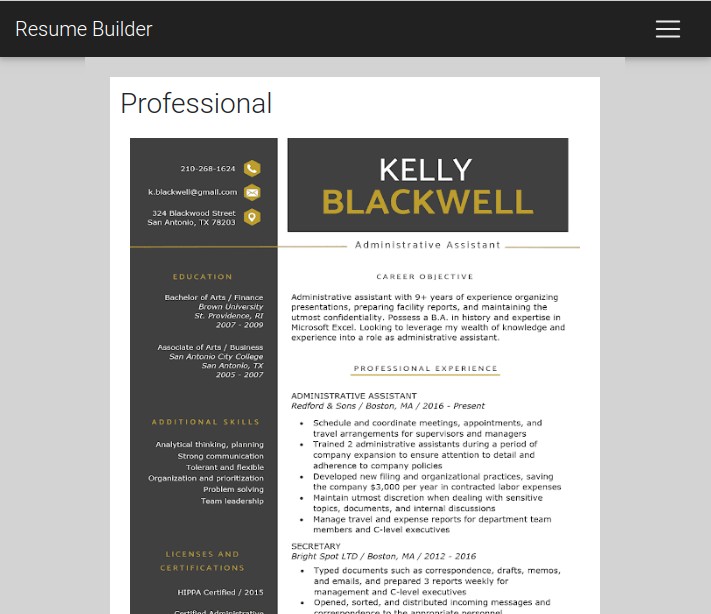 Resume Builder
Professional
210-268-1624
k.blackwell@gmail.com
324 Blackwood Street
San Antonio, TX 78203
EDUCATION
Bachelor of Arts / Finance
Brown University
St. Providence, RI
2007 - 2009
Associate of Arts / Business
San Antonio City College
San Antonio, TX
2005 - 2007
ADDITIONAL SKILLS
Analytical thinking, planning
Strong communication
Tolerant and flexible
Organization and prioritization
Problem solving
Team leadership
LICENSES AND
CERTIFICATIONS
HIPPA Certified / 2015
Certified Administrative
KELLY
BLACKWELL
Administrative Assistant
CAREER OBJECTIVE
Administrative assistant with 9+ years of experience organizing
presentations, preparing facility reports, and maintaining the
utmost confidentiality. Possess a B.A. in history and expertise in
Microsoft Excel. Looking to leverage my wealth of knowledge and
experience into a role as administrative assistant.
PROFESSIONAL EXPERIENCE
ADMINISTRATIVE ASSISTANT
Redford & Sons / Boston, MA / 2016 - Present
• Schedule and coordinate meetings, appointments, and
travel arrangements for supervisors and managers
• Trained 2 administrative assistants during a period of
company expansion to ensure attention to detail and
adherence to company policies
• Developed new filing and organizational practices, saving
the company $3,000 per year in contracted labor expenses
• Maintain utmost discretion when dealing with sensitive
topics, documents, and internal discussions
• Manage travel and expense reports for department team
members and C-level executives
SECRETARY
Bright Spot LTD / Boston, MA / 2012 - 2016
• Typed documents such as correspondence, drafts, memos,
and emails, and prepared 3 reports weekly for
management and C-level executives
• Opened, sorted, and distributed incoming messages and
correspondence to the appropriate personnel